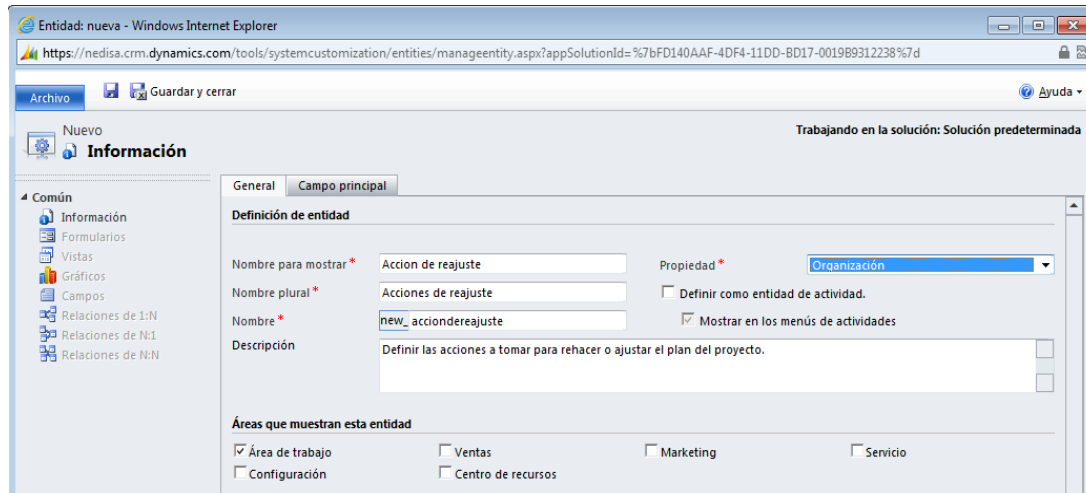 Entidad: nueva - Windows Internet Explorer
https://nedisa.crm.dynamics.com/tools/systemcustomization/entities/manageentity.aspx?appSolutionId=%7bFD140AAF-4DF4-11DD-BD17-0019B9312238%7d
Archivo Guardar y cerrar Ayuda
Nuevo
Información
Trabajando en la solución: Solución predeterminada
Común
Información
Formularios
Vistas
Gráficos
Campos
Relaciones de 1:N
Relaciones de N:1
Relaciones de N:N
General Campo principal
Definición de entidad
Nombre para mostrar * Accion de reajuste Propiedad * Organización
Nombre plural * Acciones de reajuste Definir como entidad de actividad.
Nombre * new_ acciondereajuste Mostrar en los menús de actividades
Descripción Definir las acciones a tomar para rehacer o ajustar el plan del proyecto.
Áreas que muestran esta entidad
Área de trabajo Ventas Marketing Servicio
Configuración Centro de recursos